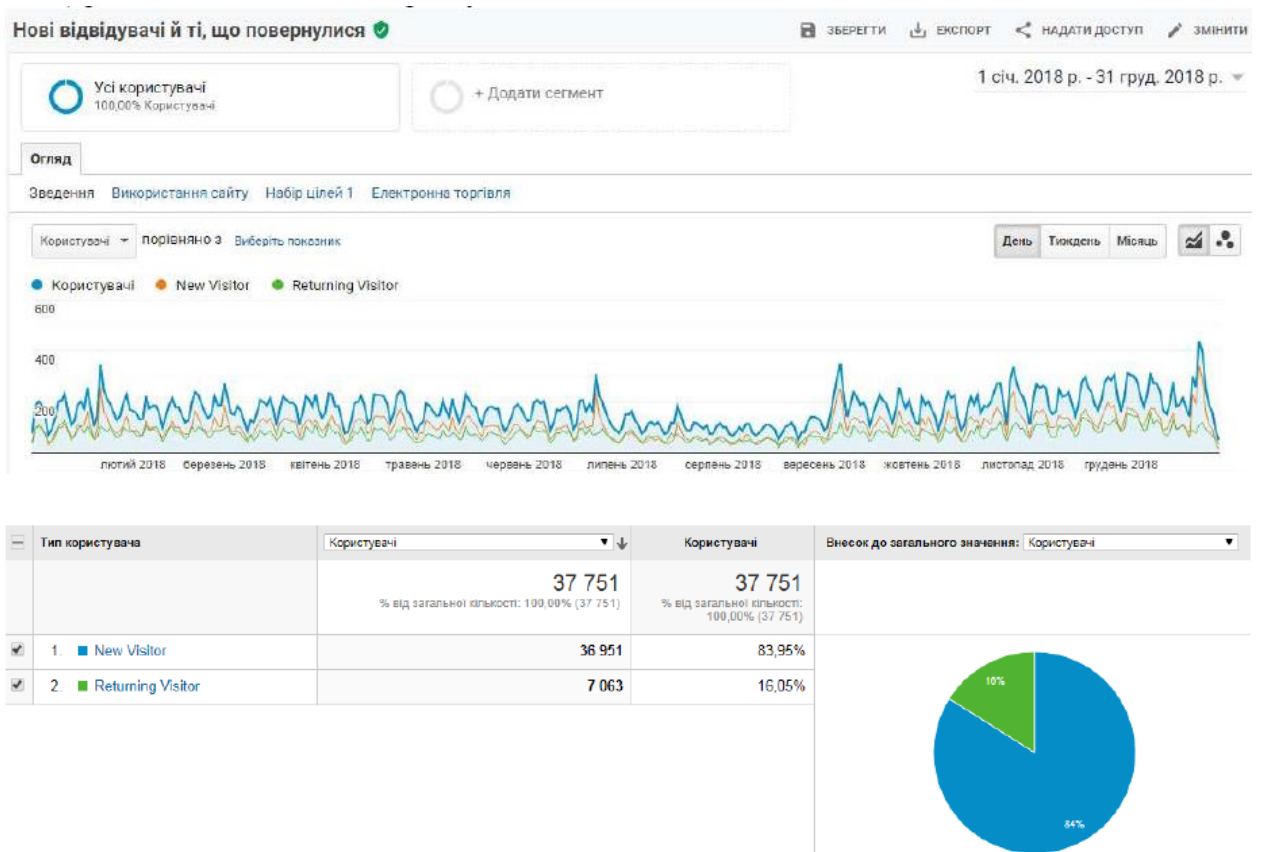 Нові відвідувачі й ті, що повернулися
ЗБЕРЕГТИ ЕКСПОРТ НАДАТИ ДОСТУП ЗМІНИТИ
Усі користувачі
100,00% Користувачі
+ Додати сегмент
1 січ. 2018 р. - 31 груд. 2018 р.
Огляд
Зведення Використання сайту Набір цілей 1 Електронна торгівля
Користувачі порівняно з Виберіть показник
День Тиждень Місяць
Користувачі New Visitor Returning Visitor
600
400
200
лютий 2018 березень 2018 квітень 2018 травень 2018 червень 2018 липень 2018 серпень 2018 вересень 2018 жовтень 2018 листопад 2018 грудень 2018
Тип користувача Користувачі Користувачі Внесок до загального значення: Користувачі
37 751 37 751
% від загальної кількості: 100,00% (37 751) % від загальної кількості:
100,00% (37 751)
1. New Visitor 36 951 83,95%
2. Returning Visitor 7 063 16,05%
84%